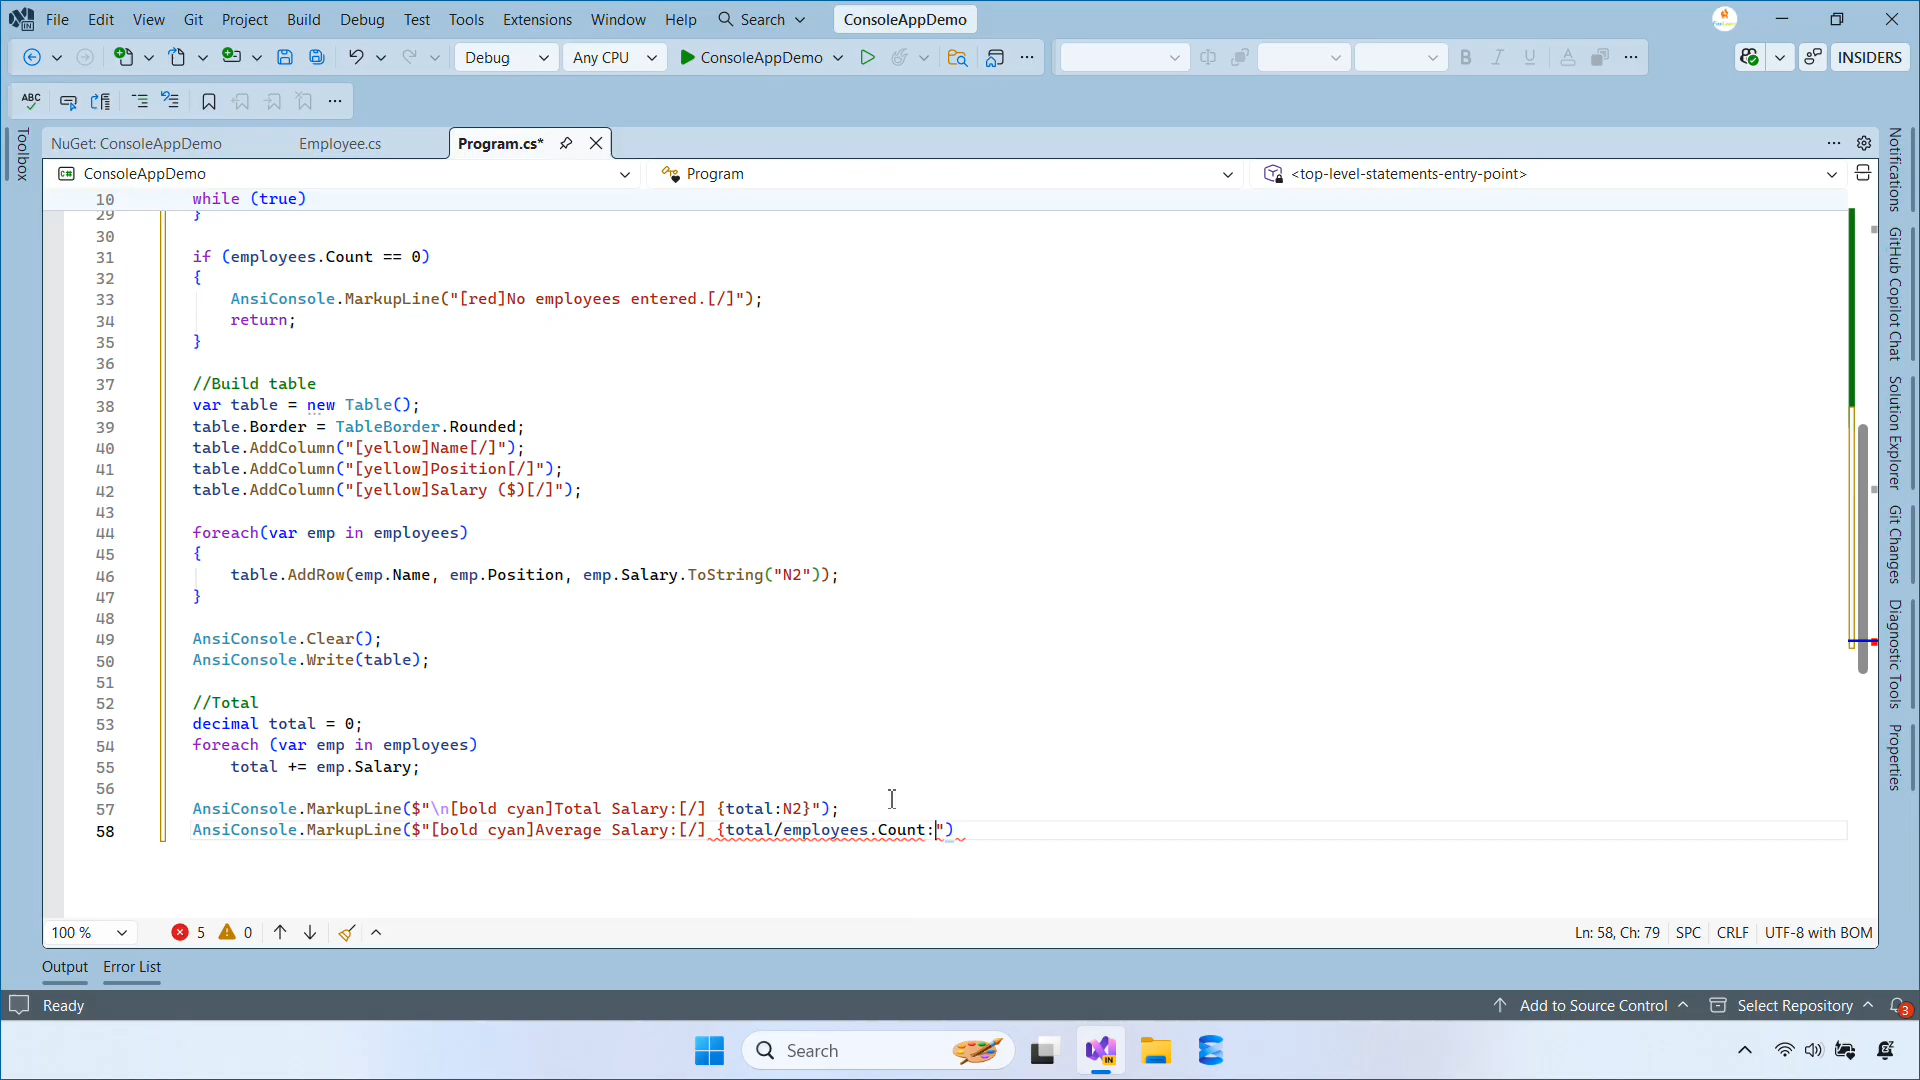 File Edit View Git Project Build Debug Test Tools Extensions Window Help Search ConsoleAppDemo
Debug Any CPU ConsoleAppDemo INSIDERS
ABC
Toolbox
NuGet: ConsoleAppDemo Employee.cs Program.cs*
ConsoleAppDemo Program <top-level-statements-entry-point>
10 while (true)
29 }
30
31 if (employees.Count == 0)
32 {
33 AnsiConsole.MarkupLine("[red]No employees entered.[/]");
34 return;
35 }
36
37 //Build table
38 var table = new Table();
39 table.Border = TableBorder.Rounded;
40 table.AddColumn("[yellow]Name[/]");
41 table.AddColumn("[yellow]Position[/]");
42 table.AddColumn("[yellow]Salary ($)[/]");
43
44 foreach(var emp in employees)
45 {
46 table.AddRow(emp.Name, emp.Position, emp.Salary.ToString("N2"));
47 }
48
49 AnsiConsole.Clear();
50 AnsiConsole.Write(table);
51
52 //Total
53 decimal total = 0;
54 foreach (var emp in employees)
55 total += emp.Salary;
56
57 AnsiConsole.MarkupLine($"\n[bold cyan]Total Salary:[/] {total:N2}");
58 AnsiConsole.MarkupLine($"[bold cyan]Average Salary:[/] {total/employees.Count:")
Notifications
GitHub Copilot Chat
Solution Explorer
Git Changes
Diagnostic Tools
Properties
100 % 5 0 Ln: 58, Ch: 79 SPC CRLF UTF-8 with BOM
Output Error List
Ready Add to Source Control Select Repository 3
Search